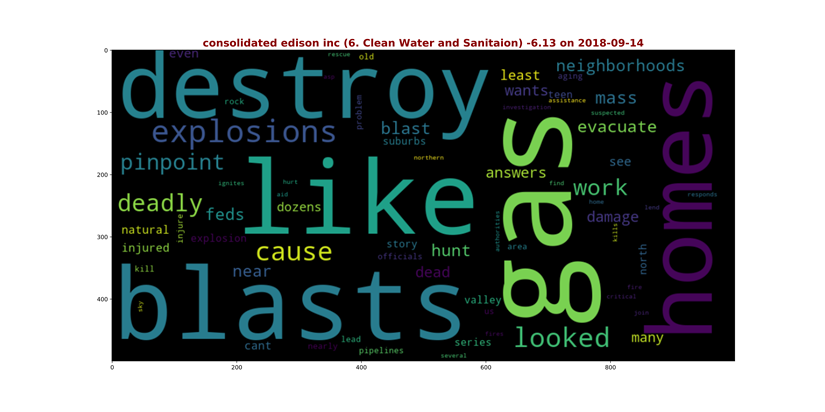 consolidated edison inc (6. Clean Water and Sanitaion) -6.13 on 2018-09-14
0
100
200
300
400
0
200
400
600
800
even
rescue
old
destroy
neighborhoods
least
aging
wants
teen
assistance
mass
investigation
suspected
rock
problem
explosions
blast
suburbs
evacuate
pinpoint
northern
answers
see
ignites
hurt
like
find
work
homes
gas
aid
deadly
dozens
feds
home
responds
land
damage
natural
injure
explosion
injured
cause
story
officials
hunt
authorities
area
kills
north
kill
near
dead
fire
critical
valley
blasts
sky
us
join
fires
looked
many
lead
cant
nearly
pipelines
series
several